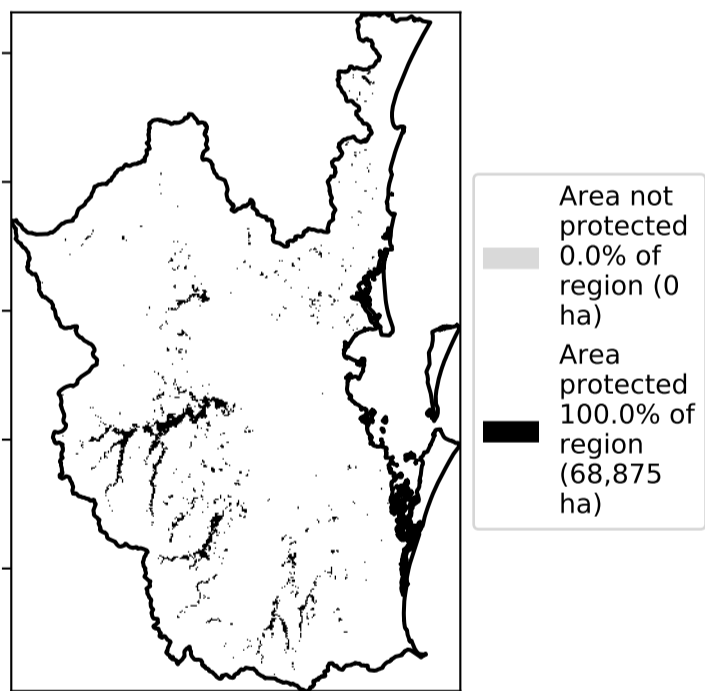 Area not
protected
0.0% of
region (0
ha)
Area
protected
100.0% of
region
(68,875
ha)